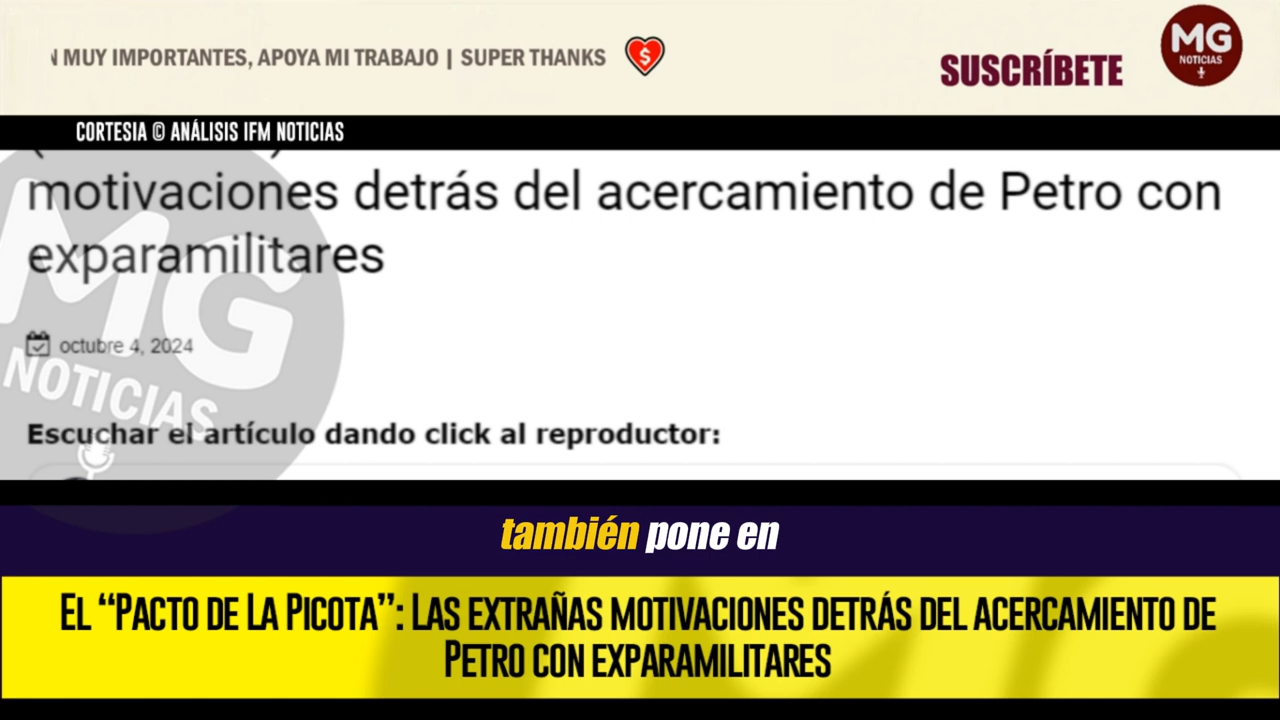 MUY IMPORTANTES, APOYA MI TRABAJO | SUPER THANKS
$
SUSCRÍBETE
MG
NOTICIAS
CORTESIA © ANÁLISIS IFM NOTICIAS
motivaciones detrás del acercamiento de Petro con
exparamilitares
octubre 4, 2024
MG
NOTICIAS
Escuchar el artículo dando click al reproductor:
también pone en
EL “PACTO DE LA PICOTA”: LAS EXTRAÑAS MOTIVACIONES DETRÁS DEL ACERCAMIENTO DE
PETRO CON EXPARAMILITARES